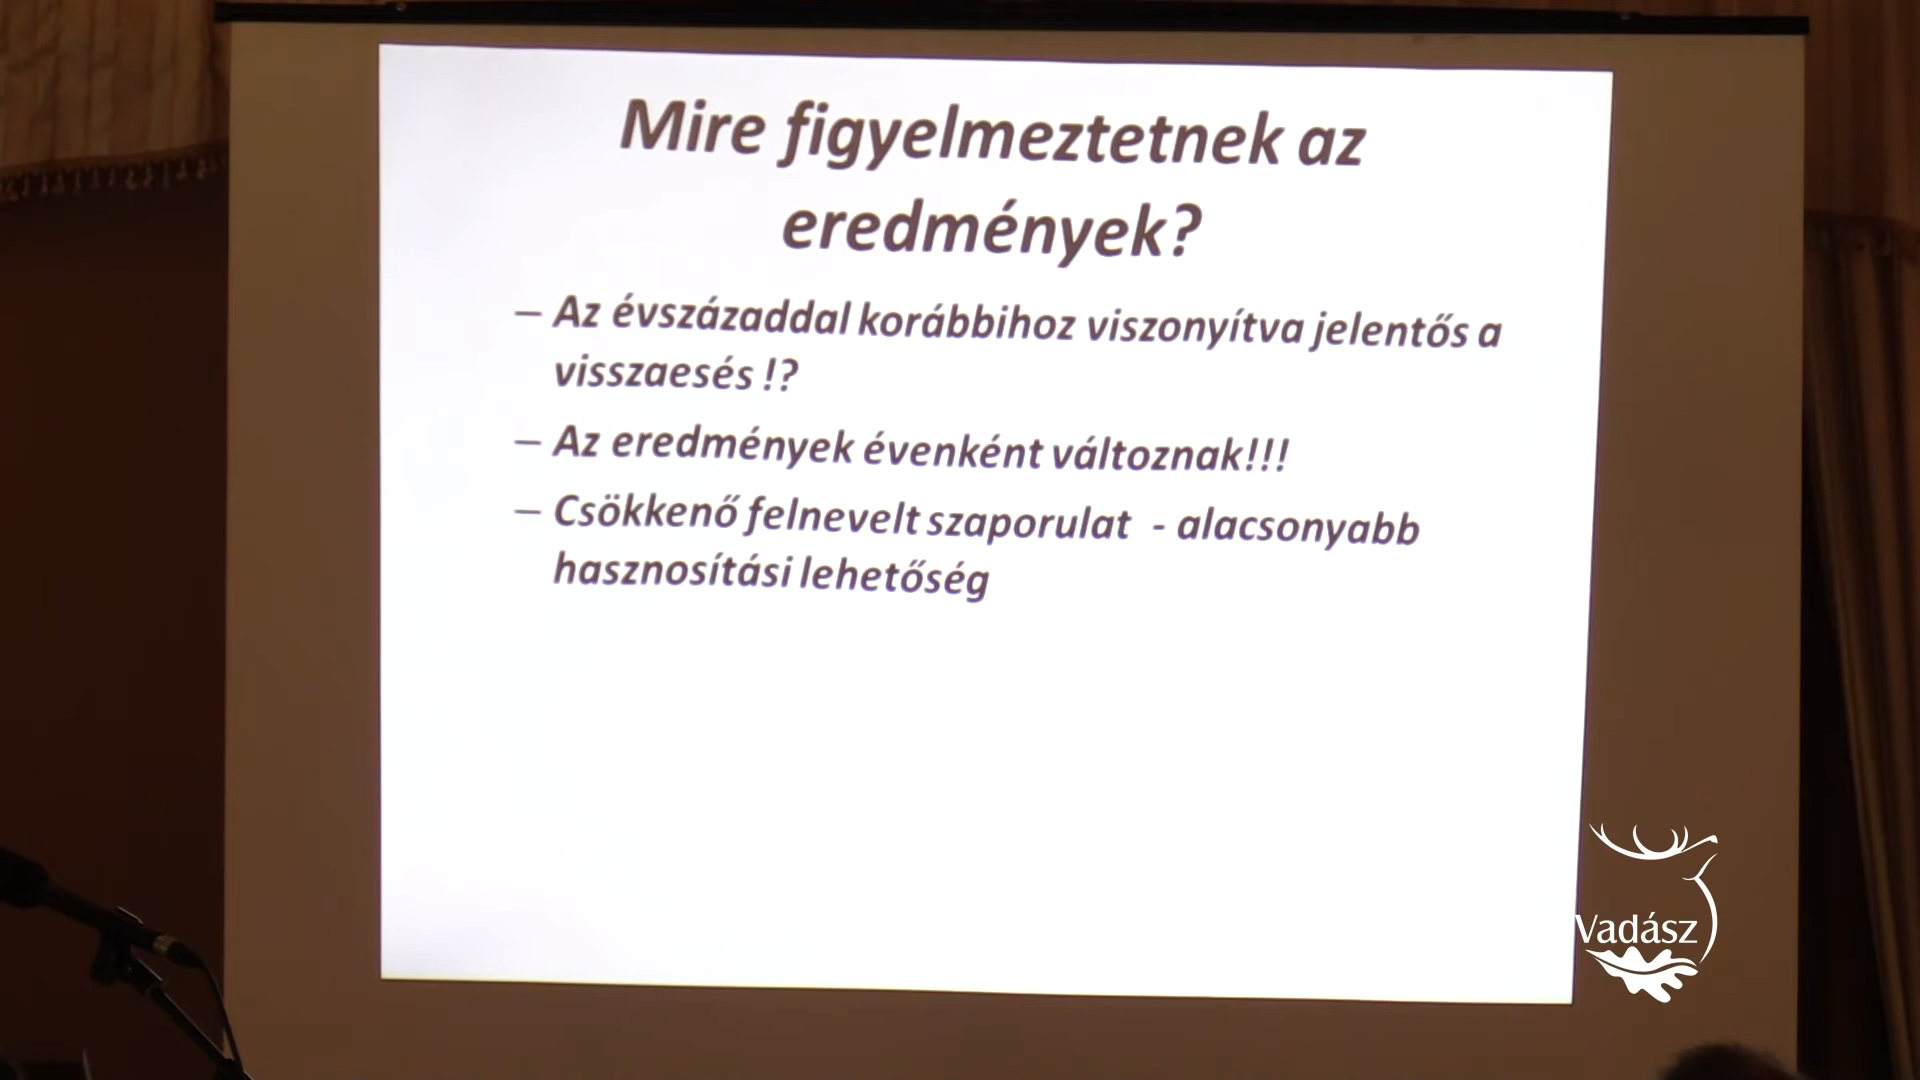 Mire figyelmeztetnek az
eredmények?
– Az évszázaddal korábbihoz viszonyítva jelentős a
visszaesés !?
– Az eredmények évenként változnak!!!
– Csökkenő felnevelt szaporulat - alacsonyabb
hasznosítási lehetőség
Vadász